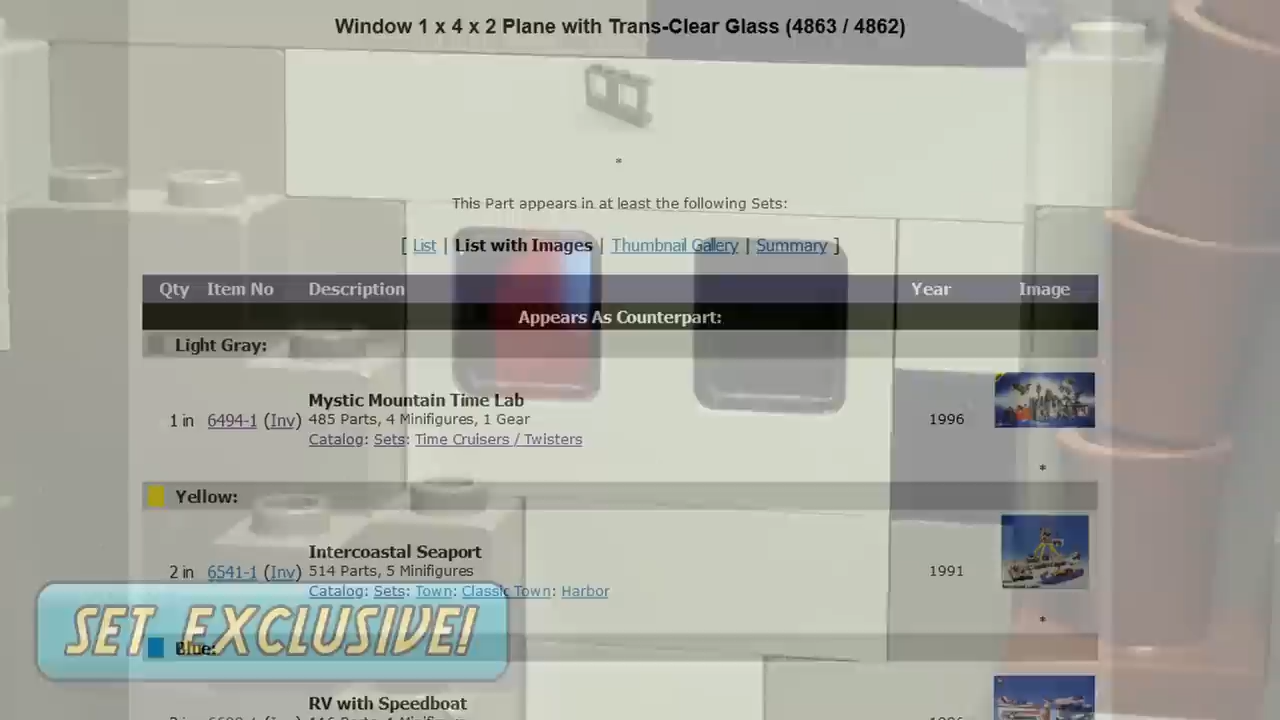 Window 1 x 4 x 2 Plane with Trans-Clear Glass (4863 / 4862)
*
This Part appears in at least the following Sets:
[ List | List with Images | Thumbnail Gallery | Summary ]
Qty Item No Description Year Image
Appears As Counterpart:
Light Gray:
Mystic Mountain Time Lab
1 in 6494-1 (Inv) 485 Parts, 4 Minifigures, 1 Gear 1996
Catalog: Sets: Time Cruisers / Twisters
*
Yellow:
Intercoastal Seaport
2 in 6541-1 (Inv) 514 Parts, 5 Minifigures 1991
Catalog: Sets: Town: Classic Town: Harbor
*
SET EXCLUSIVE!
Blue:
RV with Speedboat